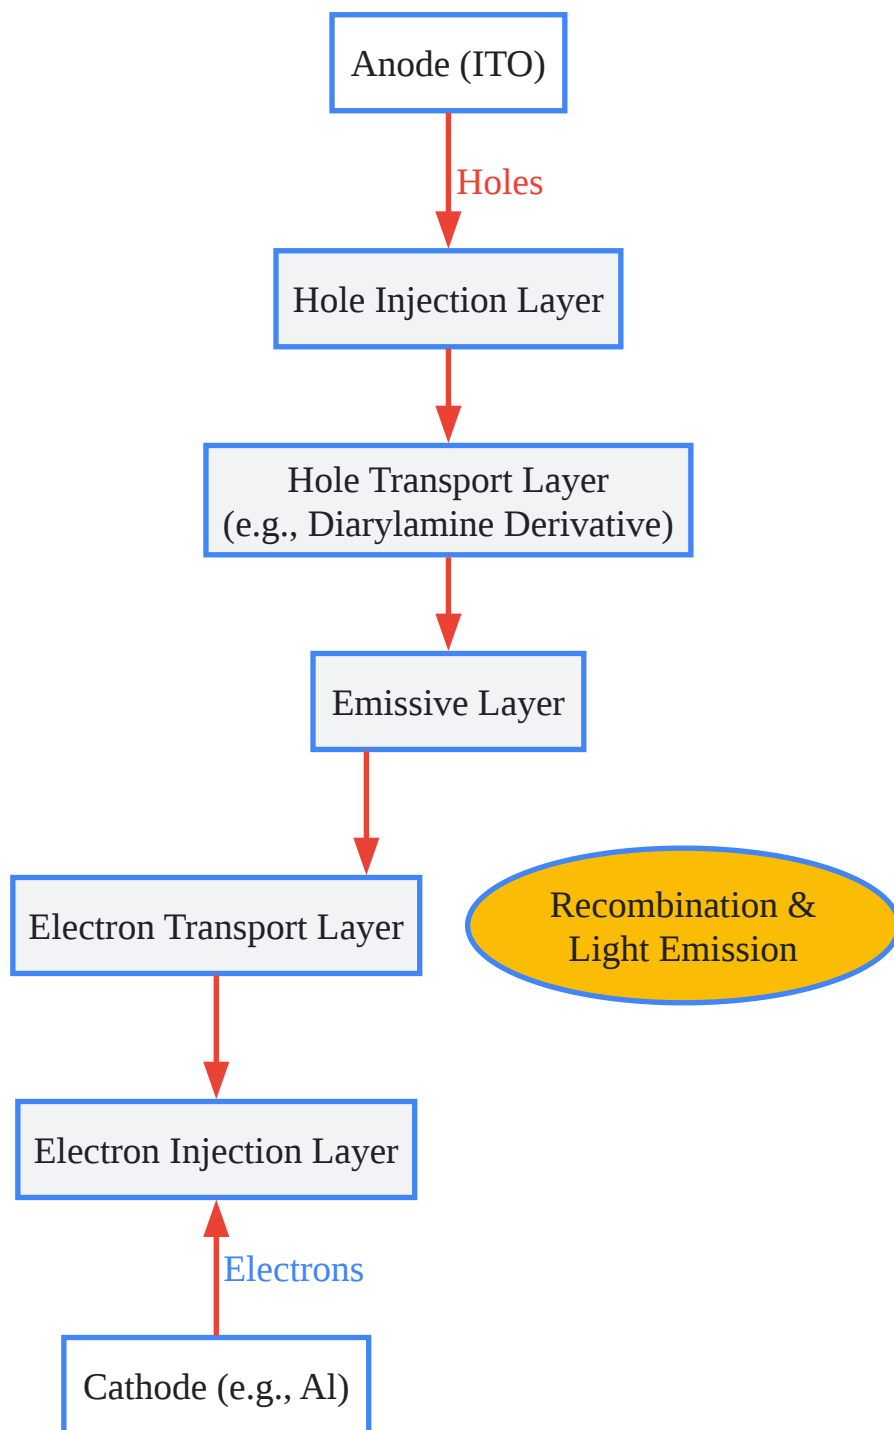 Anode (ITO)
Holes
Hole Injection Layer
Hole Transport Layer
(e.g., Diarylamine Derivative)
Emissive Layer
Electron Transport Layer
Recombination &
Light Emission
Electron Injection Layer
Electrons
Cathode (e.g., Al)